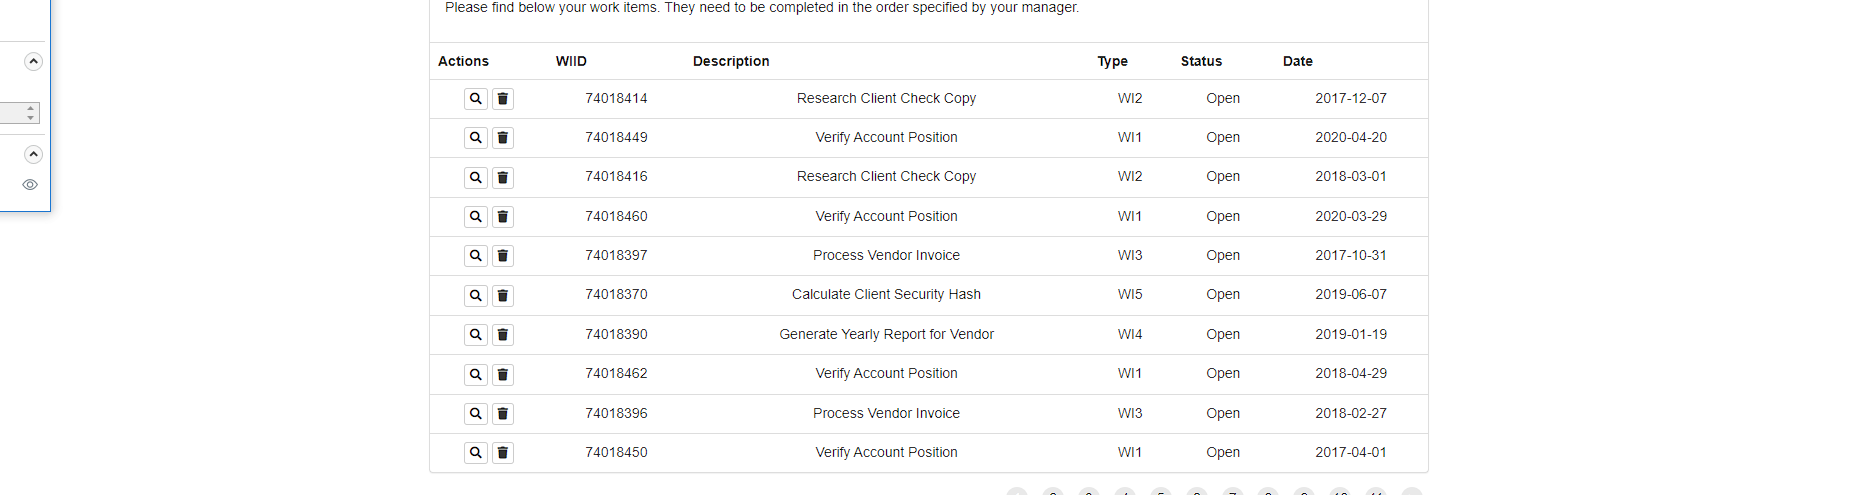 Please find below your work items. They need to be completed in the order specified by your manager.
Actions WIID Description Type Status Date
74018414 Research Client Check Copy WI2 Open 2017-12-07
74018449 Verify Account Position WI1 Open 2020-04-20
74018416 Research Client Check Copy WI2 Open 2018-03-01
74018460 Verify Account Position WI1 Open 2020-03-29
74018397 Process Vendor Invoice WI3 Open 2017-10-31
74018370 Calculate Client Security Hash WI5 Open 2019-06-07
74018390 Generate Yearly Report for Vendor WI4 Open 2019-01-19
74018462 Verify Account Position WI1 Open 2018-04-29
74018396 Process Vendor Invoice WI3 Open 2018-02-27
74018450 Verify Account Position WI1 Open 2017-04-01